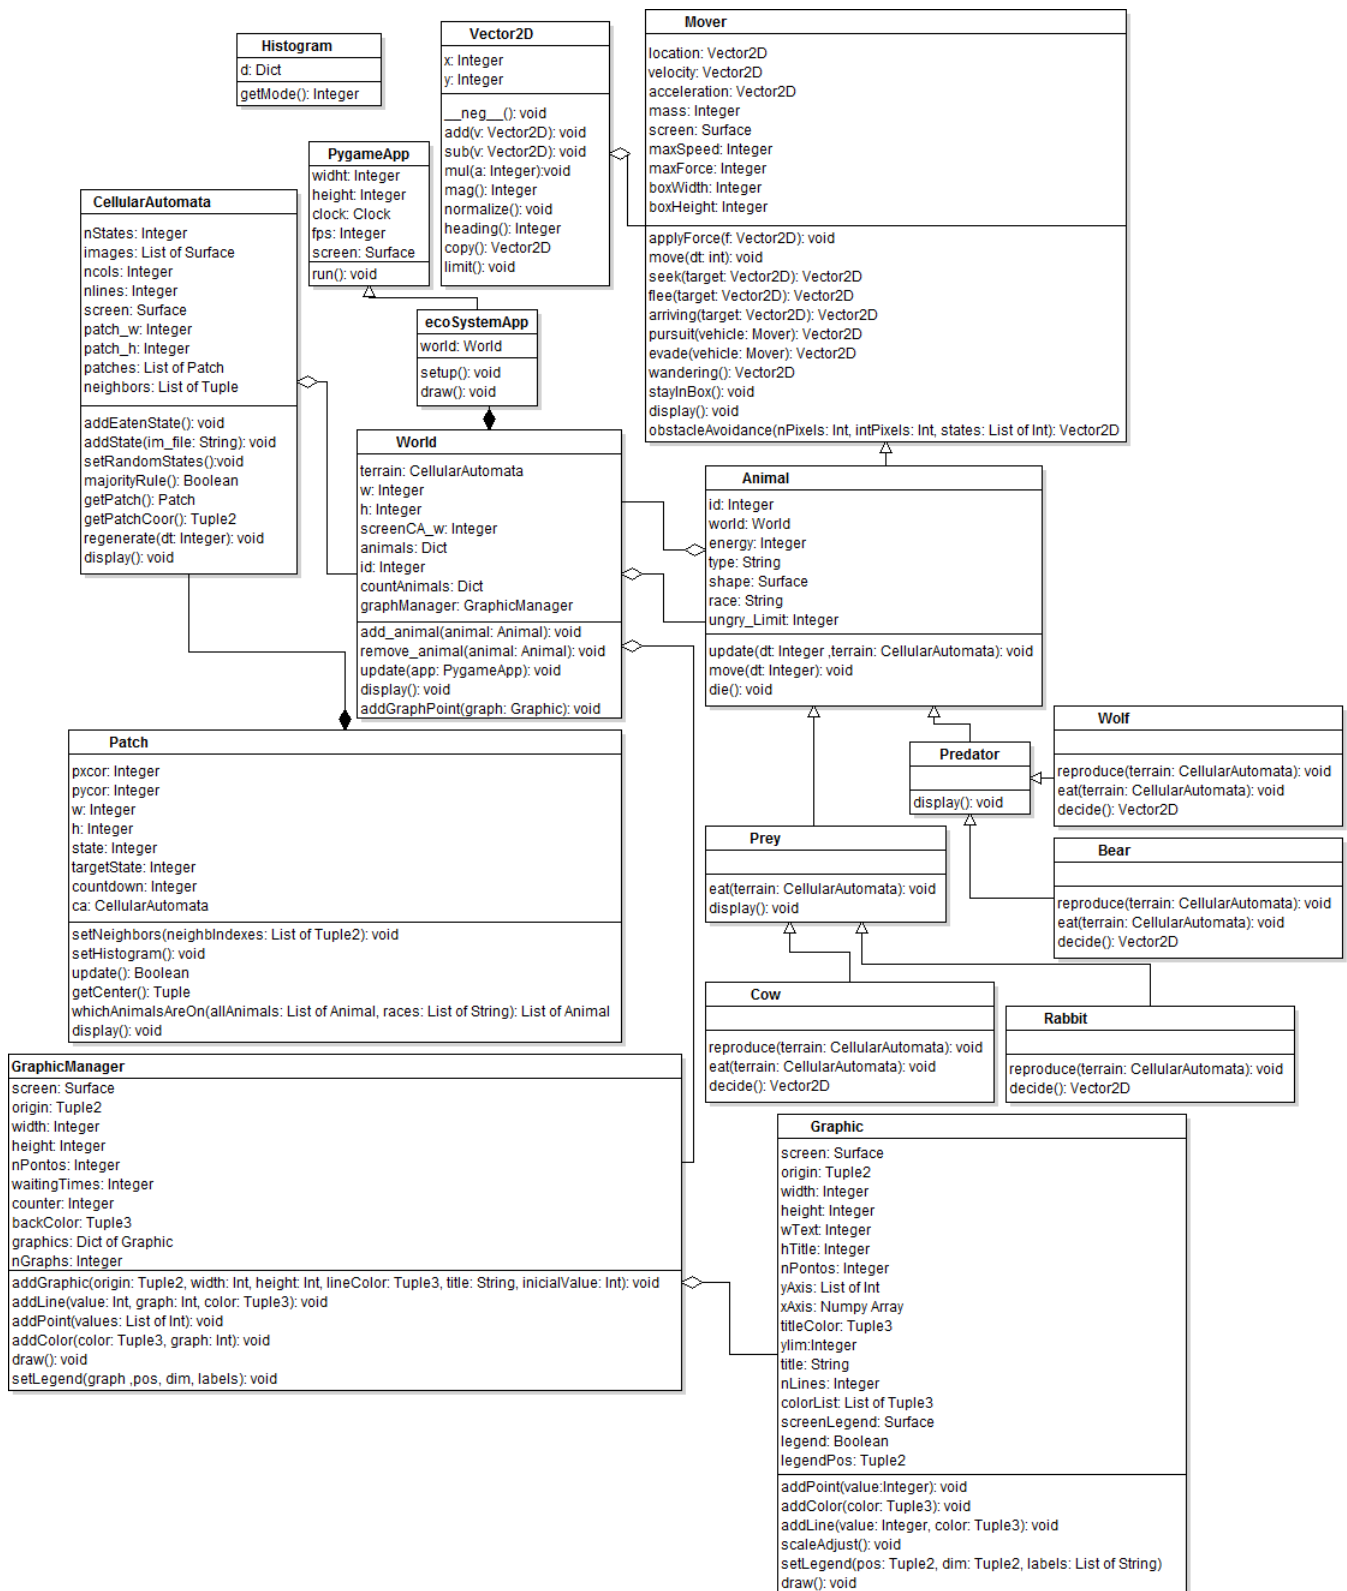 Histogram
d: Dict
getMode(): Integer
Vector2D
x: Integer
y: Integer
__neg__(): void
add(v: Vector2D): void
sub(v: Vector2D): void
mul(a: Integer):void
mag(): Integer
normalize(): void
heading(): Integer
copy(): Vector2D
limit(): void
Mover
location: Vector2D
velocity: Vector2D
acceleration: Vector2D
mass: Integer
screen: Surface
maxSpeed: Integer
maxForce: Integer
boxWidth: Integer
boxHeight: Integer
applyForce(f: Vector2D): void
move(dt: int): void
seek(target: Vector2D): Vector2D
flee(target: Vector2D): Vector2D
arriving(target: Vector2D): Vector2D
pursuit(vehicle: Mover): Vector2D
evade(vehicle: Mover): Vector2D
wandering(): Vector2D
stayInBox(): void
display(): void
obstacleAvoidance(nPixels: Int, intPixels: Int, states: List of Int): Vector2D
PygameApp
widht: Integer
height: Integer
clock: Clock
fps: Integer
screen: Surface
run(): void
CellularAutomata
nStates: Integer
images: List of Surface
ncols: Integer
nlines: Integer
screen: Surface
patch_w: Integer
patch_h: Integer
patches: List of Patch
neighbors: List of Tuple
addEatenState(): void
addState(im_file: String): void
setRandomStates():void
majorityRule(): Boolean
getPatch(): Patch
getPatchCoor(): Tuple2
regenerate(dt: Integer): void
display(): void
ecoSystemApp
world: World
setup(): void
draw(): void
World
terrain: CellularAutomata
w: Integer
h: Integer
screenCA_w: Integer
animals: Dict
id: Integer
countAnimals: Dict
graphManager: GraphicManager
add_animal(animal: Animal): void
remove_animal(animal: Animal): void
update(app: PygameApp): void
display(): void
addGraphPoint(graph: Graphic): void
Animal
id: Integer
world: World
energy: Integer
type: String
shape: Surface
race: String
ungry_Limit: Integer
update(dt: Integer ,terrain: CellularAutomata): void
move(dt: Integer): void
die(): void
Patch
pxcor: Integer
pycor: Integer
w: Integer
h: Integer
state: Integer
targetState: Integer
countdown: Integer
ca: CellularAutomata
setNeighbors(neighbIndexes: List of Tuple2): void
setHistogram(): void
update(): Boolean
getCenter(): Tuple
whichAnimalsAreOn(allAnimals: List of Animal, races: List of String): List of Animal
display(): void
Predator
display(): void
Wolf
reproduce(terrain: CellularAutomata): void
eat(terrain: CellularAutomata): void
decide(): Vector2D
Prey
eat(terrain: CellularAutomata): void
display(): void
Bear
reproduce(terrain: CellularAutomata): void
eat(terrain: CellularAutomata): void
decide(): Vector2D
Cow
reproduce(terrain: CellularAutomata): void
eat(terrain: CellularAutomata): void
decide(): Vector2D
Rabbit
reproduce(terrain: CellularAutomata): void
decide(): Vector2D
GraphicManager
screen: Surface
origin: Tuple2
width: Integer
height: Integer
nPontos: Integer
waitingTimes: Integer
counter: Integer
backColor: Tuple3
graphics: Dict of Graphic
nGraphs: Integer
addGraphic(origin: Tuple2, width: Int, height: Int, lineColor: Tuple3, title: String, inicialValue: Int): void
addLine(value: Int, graph: Int, color: Tuple3): void
addPoint(values: List of Int): void
addColor(color: Tuple3, graph: Int): void
draw(): void
setLegend(graph ,pos, dim, labels): void
Graphic
screen: Surface
origin: Tuple2
width: Integer
height: Integer
wText: Integer
hTitle: Integer
nPontos: Integer
yAxis: List of Int
xAxis: Numpy Array
titleColor: Tuple3
ylim:Integer
title: String
nLines: Integer
colorList: List of Tuple3
screenLegend: Surface
legend: Boolean
legendPos: Tuple2
addPoint(value:Integer): void
addColor(color: Tuple3): void
addLine(value: Integer, color: Tuple3): void
scaleAdjust(): void
setLegend(pos: Tuple2, dim: Tuple2, labels: List of String)
draw(): void